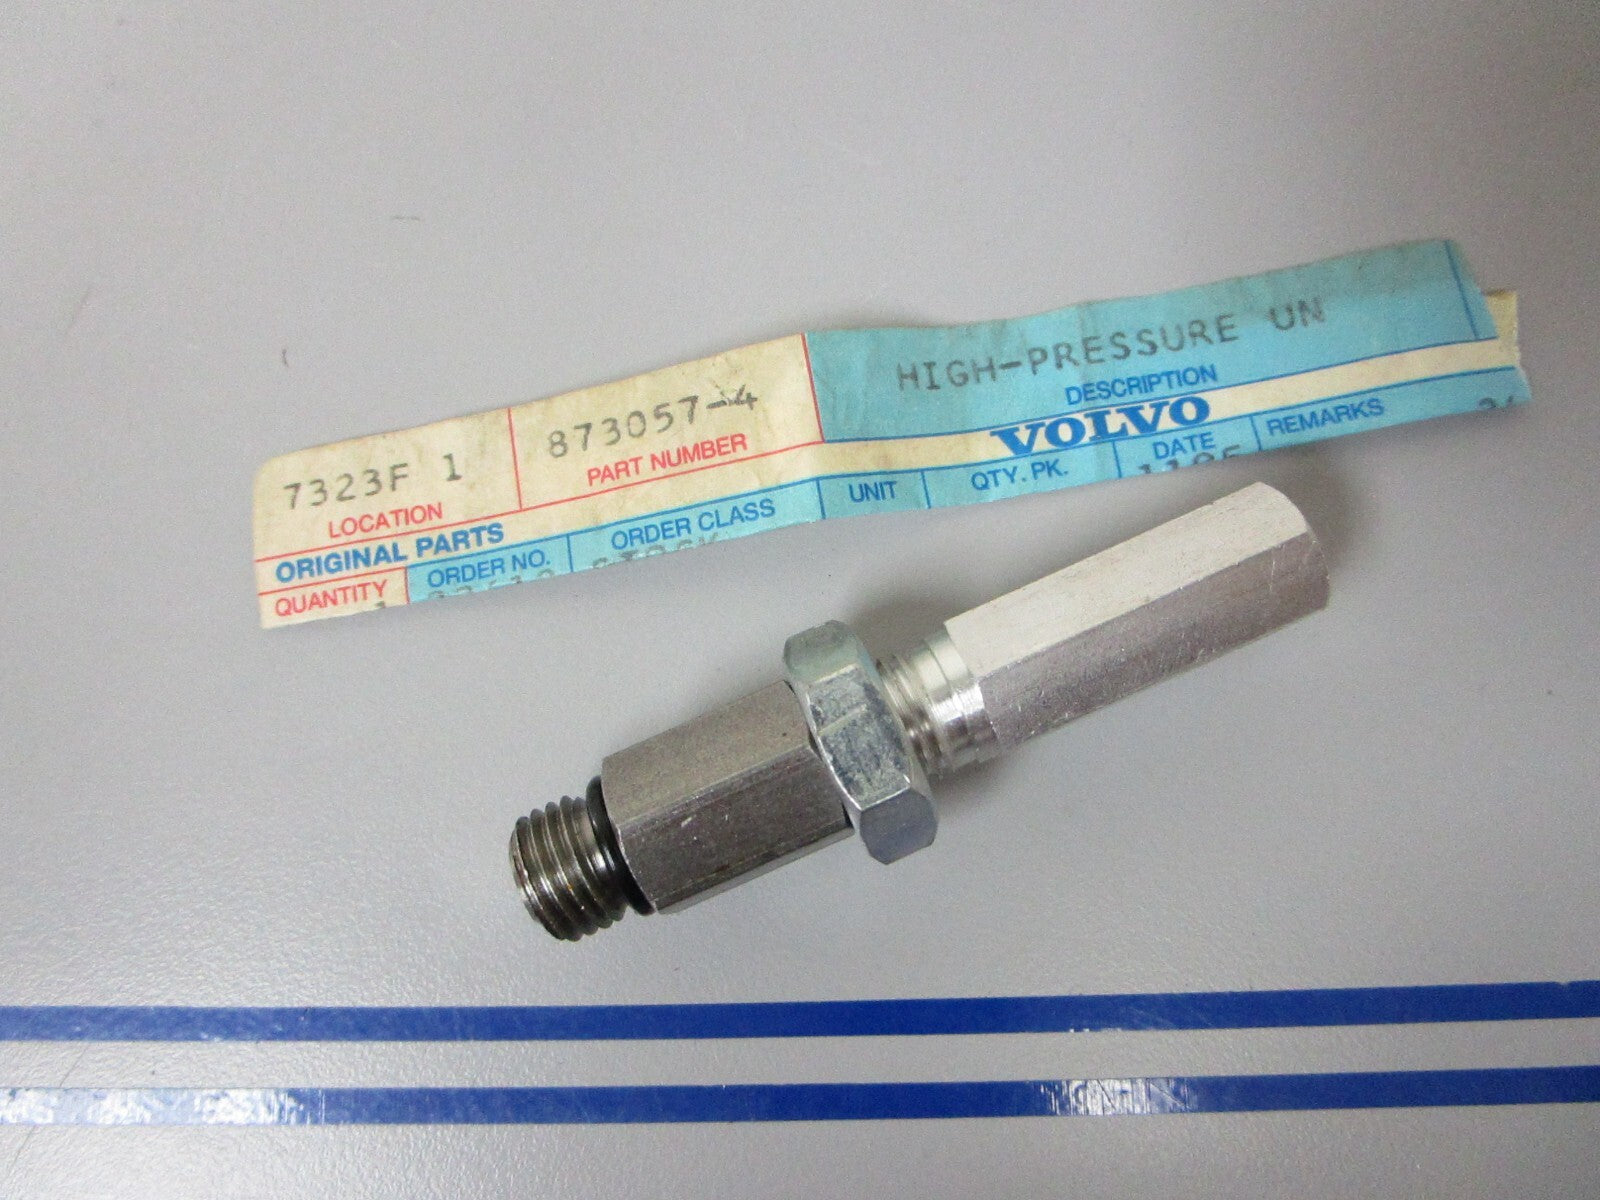 7323F 1 873057-4 HIGH-PRESSURE UN
LOCATION PART NUMBER DESCRIPTION
ORIGINAL PARTS VOLVO
QUANTITY ORDER NO. ORDER CLASS UNIT QTY. PK. DATE REMARKS